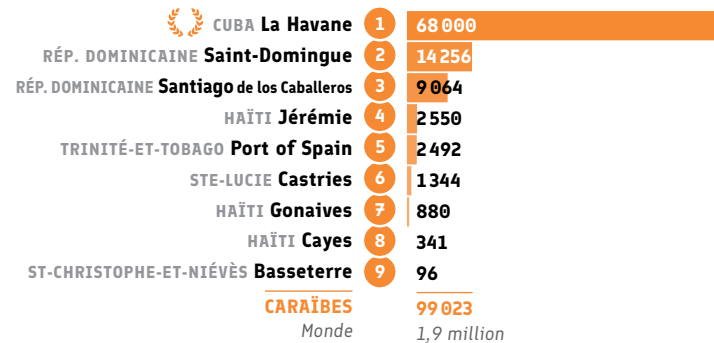 CUBA La Havane 1 68 000
RÉP. DOMINICAINE Saint-Domingue 2 14 256
RÉP. DOMINICAINE Santiago de los Caballeros 3 9 064
HAÏTI Jérémie 4 2 550
TRINITÉ-ET-TOBAGO Port of Spain 5 2 492
STE-LUCIE Castries 6 1 344
HAÏTI Gonaives 7 880
HAÏTI Cayes 8 341
ST-CHRISTOPHE-ET-NIÉVÈS Basseterre 9 96
CARAÏBES 99 023
Monde 1,9 million